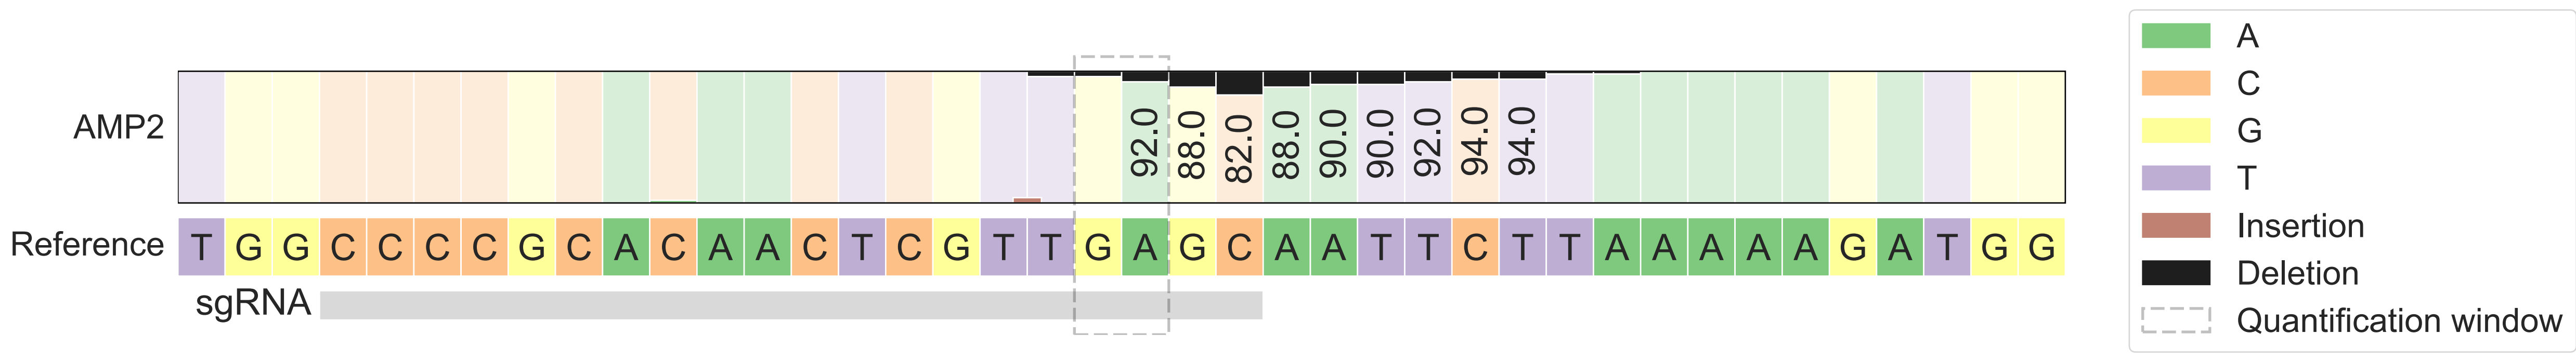 AMP2 92.0 88.0 82.0 88.0 90.0 90.0 92.0 94.0 94.0
Reference T G G C C C C G C A C A A C T C G T T G A G C A A T T C T T A A A A A G A T G G
sgRNA
A
C
G
T
Insertion
Deletion
Quantification window